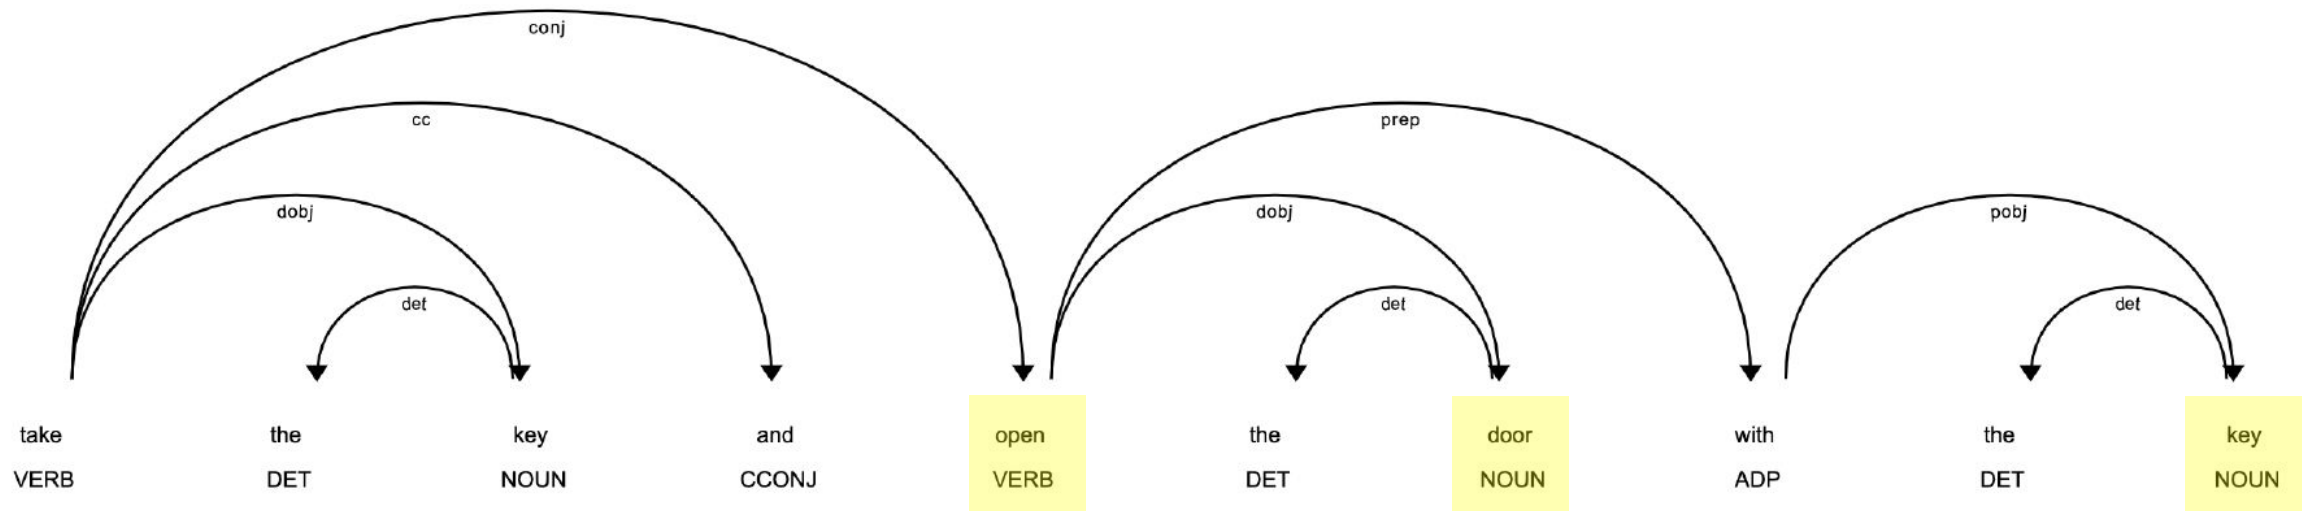 conj
cc prep
dobj dobj pobj
det det det
take the key and open the door with the key
VERB DET NOUN CCONJ VERB DET NOUN ADP DET NOUN